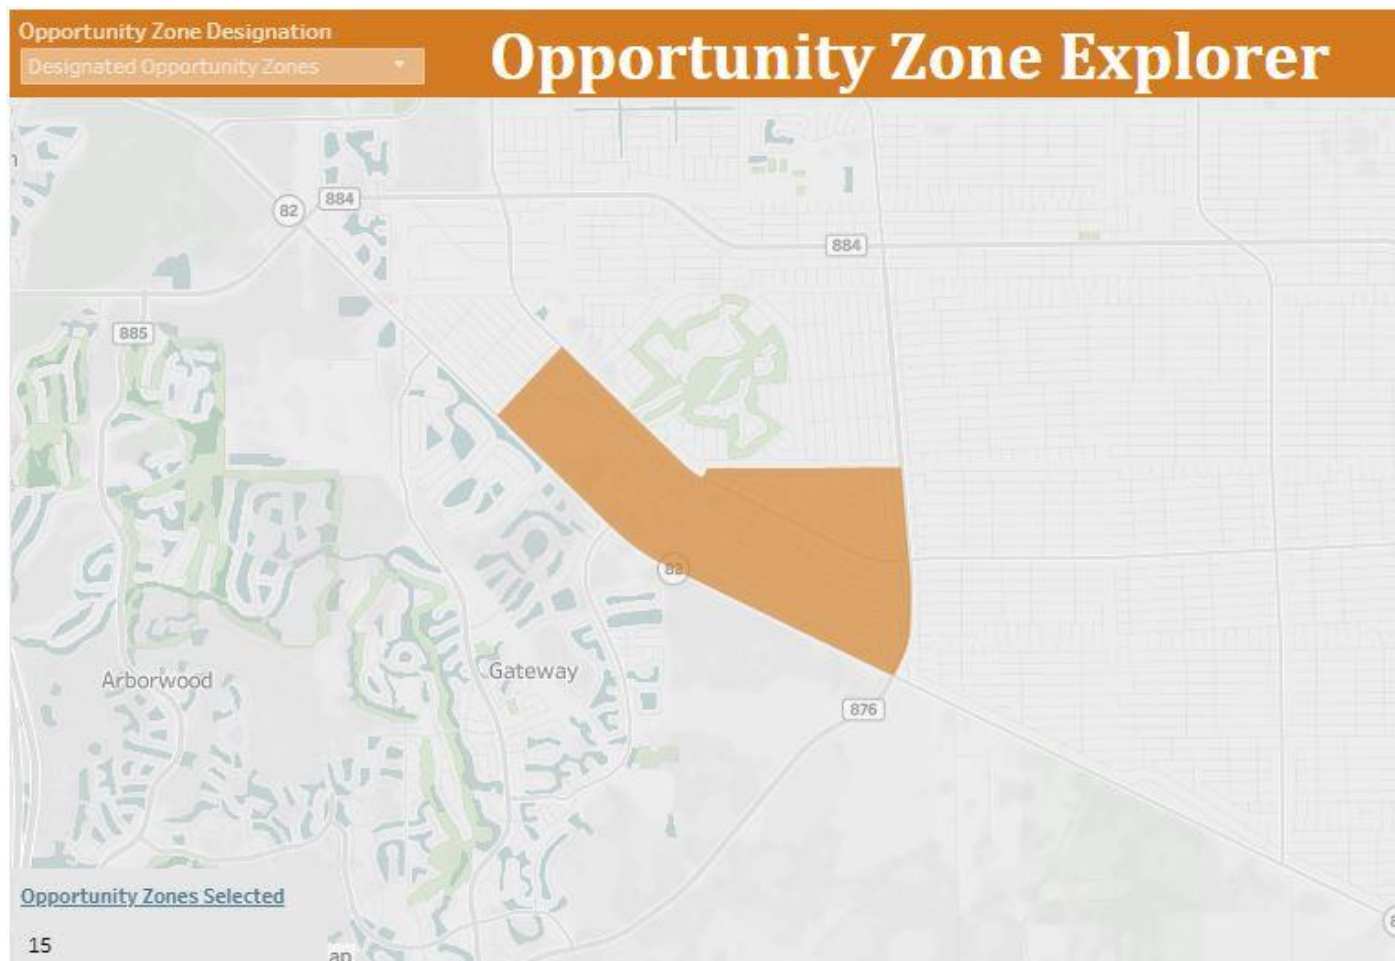 Opportunity Zone Designation
Designated Opportunity Zones
Opportunity Zone Explorer
884
82
884
885
82
Arborwood
Gateway
876
Opportunity Zones Selected
15